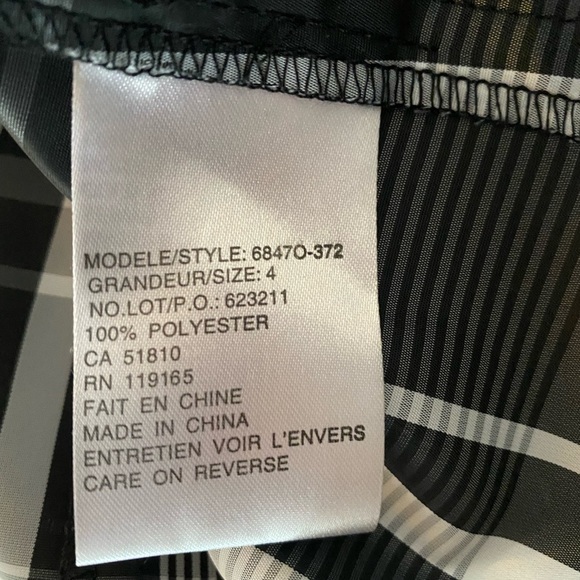 MODELE/STYLE: 6847O-372
GRANDEUR/SIZE: 4
NO.LOT/P.O.: 623211
100% POLYESTER
CA 51810
RN 119165
FAIT EN CHINE
MADE IN CHINA
ENTRETIEN VOIR L'ENVERS
CARE ON REVERSE